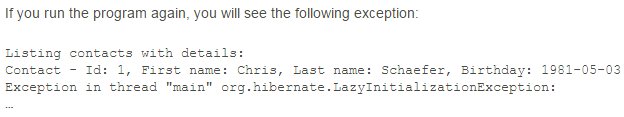 If you run the program again, you will see the following exception:
Listing contacts with details:
Contact - Id: 1, First name: Chris, Last name: Schaefer, Birthday: 1981-05-03
Exception in thread "main" org.hibernate.LazyInitializationException:
…